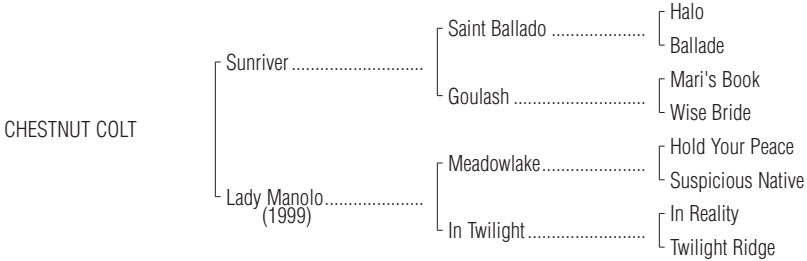 Halo
Saint Ballado ....................
Ballade
Sunriver ............................
Mari's Book
Goulash ............................
Wise Bride
CHESTNUT COLT
Hold Your Peace
Meadowlake......................
Suspicious Native
Lady Manolo.....................
(1999)
In Reality
In Twilight.........................
Twilight Ridge